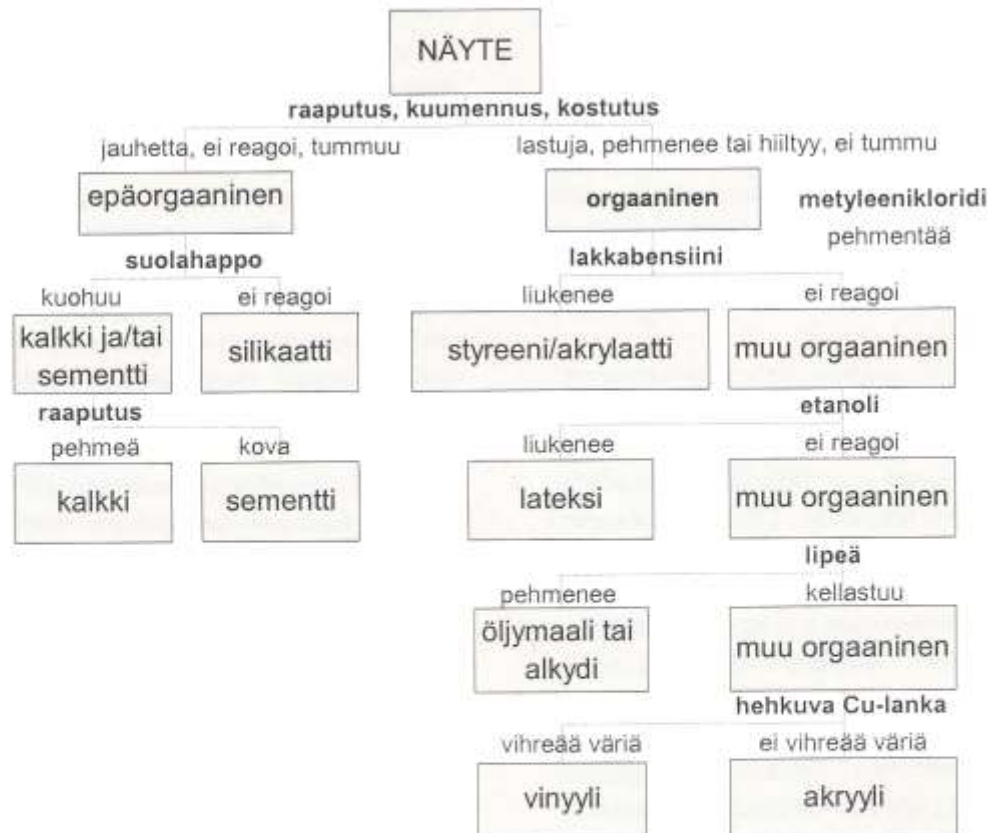 NÄYTE
raaputus, kuumennus, kostutus
jauhetta, ei reagoi, tummuu
lastuja, pehmenee tai hiiltyy, ei tummu
epäorgaaninen
orgaaninen
metyleenikloridi
pehmentää
suolahappo
lakkabensiini
kuohuu
ei reagoi
liukenee
ei reagoi
kalkki ja/tai
sementti
silikaatti
styreeni/akrylaatti
muu orgaaninen
raaputus
etanoli
pehmeä
kova
liukenee
ei reagoi
kalkki
sementti
lateksi
muu orgaaninen
lipeä
pehmenee
kellastuu
öljymaali tai
alkydi
muu orgaaninen
hehkuva Cu-lanka
vihreää väriä
ei vihreää väriä
vinyyli
akryyli